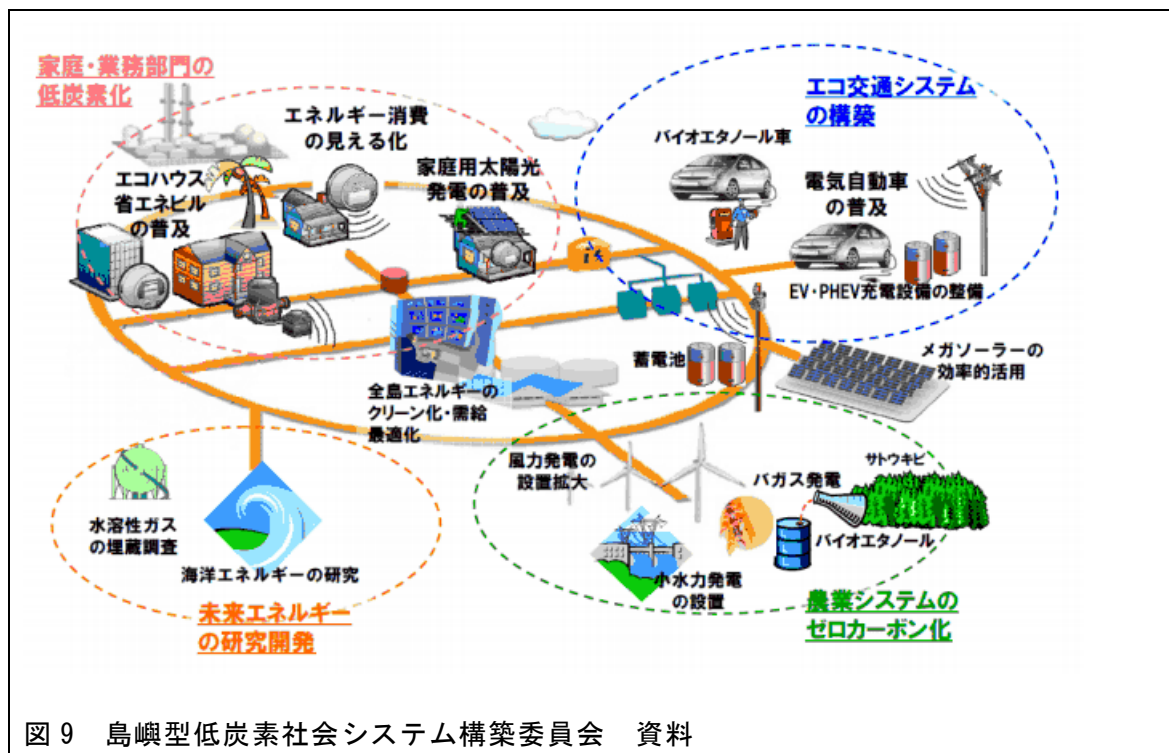 家庭・業務部門の
低炭素化
エネルギー消費
の見える化
エコハウス
省エネビル
の普及
家庭用太陽光
発電の普及
エコ交通システム
の構築
バイオエタノール車
電気自動車
の普及
EV・PHEV充電設備の整備
蓄電池
メガソーラーの
効率的活用
全島エネルギーの
クリーン化・需給
最適化
風力発電の
設置拡大
サトウキビ
バガス発電
バイオエタノール
小水力発電
の設置
農業システムの
ゼロカーボン化
水溶性ガス
の埋蔵調査
海洋エネルギーの研究
未来エネルギー
の研究開発
図9 島嶼型低炭素社会システム構築委員会 資料